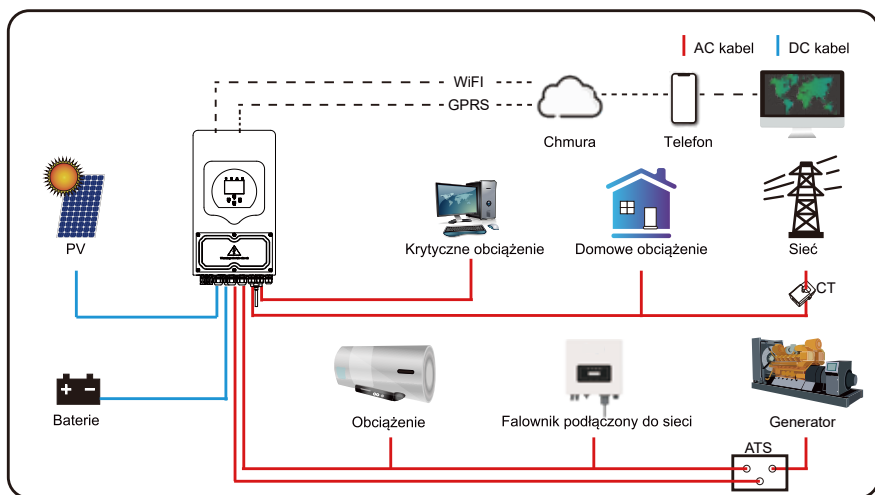 AC kabel
DC kabel
WiFI
GPRS
Chmura
Telefon
PV
Krytyczne obciążenie
Domowe obciążenie
Sieć
CT
Baterie
Obciążenie
Falownik podłączony do sieci
Generator
ATS